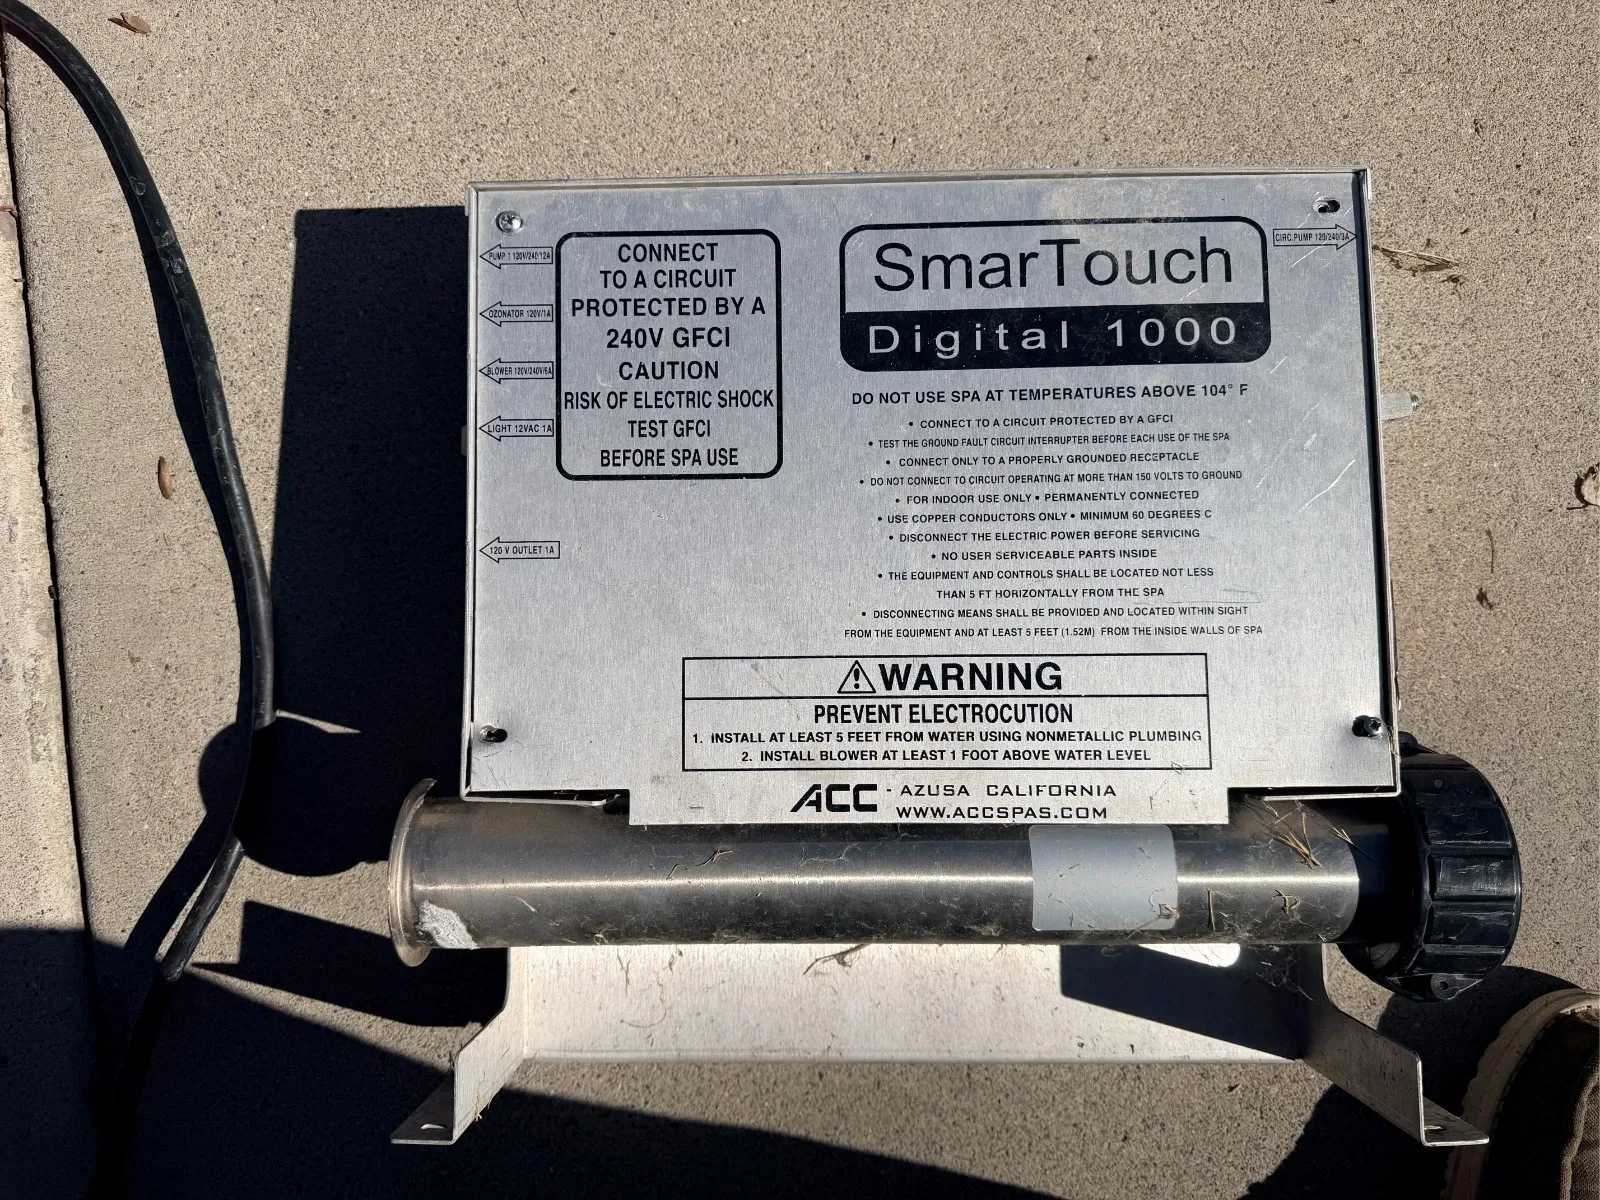 PUMP 1 120V/240/12A
OZONATOR 120V/1A
BLOWER 120V/240V/6A
LIGHT 12VAC 1A
120 V OUTLET 1A
CONNECT
TO A CIRCUIT
PROTECTED BY A
240V GFCI
CAUTION
RISK OF ELECTRIC SHOCK
TEST GFCI
BEFORE SPA USE
SmarTouch
Digital 1000
CIRC.PUMP 120/240/3A
DO NOT USE SPA AT TEMPERATURES ABOVE 104° F
• CONNECT TO A CIRCUIT PROTECTED BY A GFCI
• TEST THE GROUND FAULT CIRCUIT INTERRUPTER BEFORE EACH USE OF THE SPA
• CONNECT ONLY TO A PROPERLY GROUNDED RECEPTACLE
• DO NOT CONNECT TO CIRCUIT OPERATING AT MORE THAN 150 VOLTS TO GROUND
• FOR INDOOR USE ONLY • PERMANENTLY CONNECTED
• USE COPPER CONDUCTORS ONLY • MINIMUM 60 DEGREES C
• DISCONNECT THE ELECTRIC POWER BEFORE SERVICING
• NO USER SERVICEABLE PARTS INSIDE
• THE EQUIPMENT AND CONTROLS SHALL BE LOCATED NOT LESS
THAN 5 FT HORIZONTALLY FROM THE SPA
• DISCONNECTING MEANS SHALL BE PROVIDED AND LOCATED WITHIN SIGHT
FROM THE EQUIPMENT AND AT LEAST 5 FEET (1.52M) FROM THE INSIDE WALLS OF SPA
WARNING
PREVENT ELECTROCUTION
1. INSTALL AT LEAST 5 FEET FROM WATER USING NONMETALLIC PLUMBING
2. INSTALL BLOWER AT LEAST 1 FOOT ABOVE WATER LEVEL
ACC - AZUSA CALIFORNIA
WWW.ACCSPAS.COM